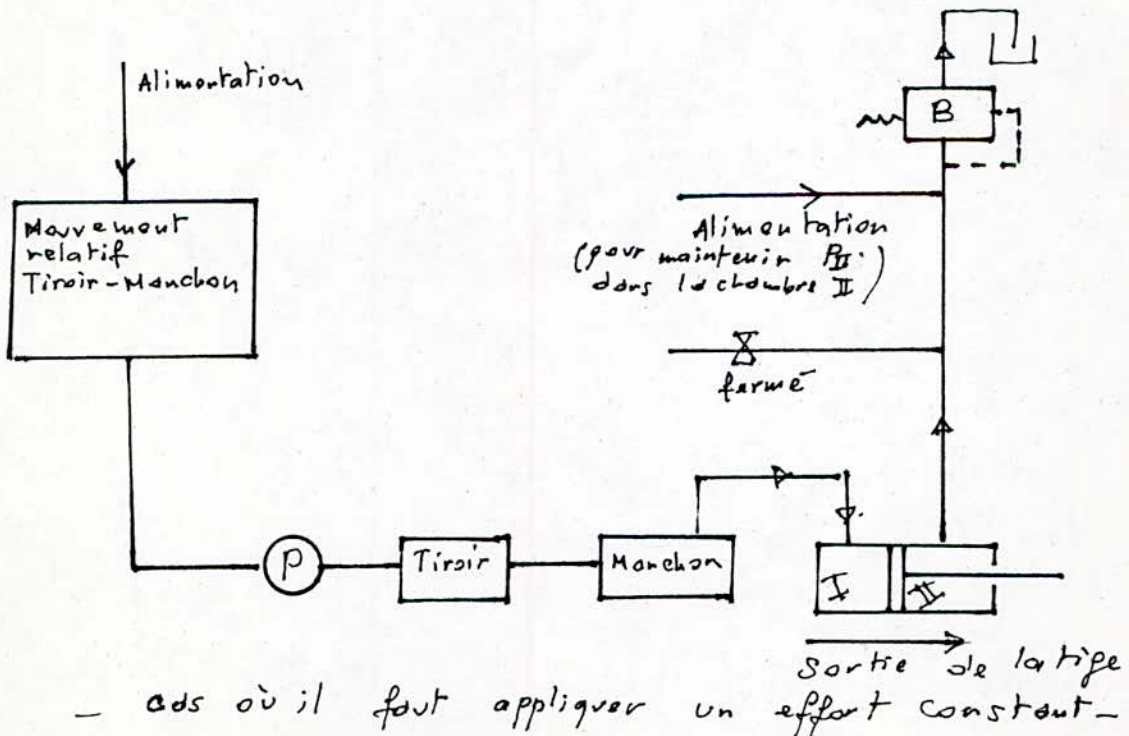 Alimentation
B
Mouvement
relatif
Tiroir-Manchon
Alimentation
(pour maintenir PII.
dans la chambre II)
fermé
P
Tiroir
Manchon
I
II
Sortie de la tige
_ cas où il faut appliquer un effort constant _